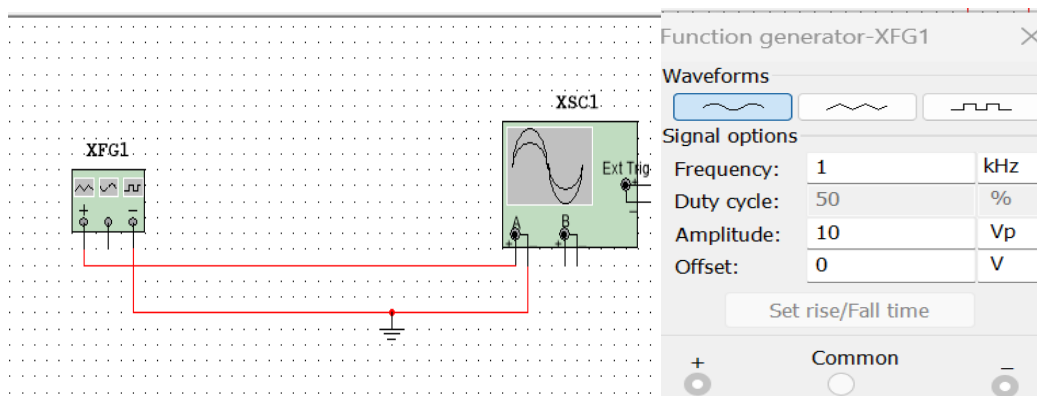 XFG1
+
−
XSC1
Ext Trig
+
−
A
B
+
−
+
−
Function generator-XFG1
Waveforms
Signal options
Frequency: 1 kHz
Duty cycle: 50 %
Amplitude: 10 Vp
Offset: 0 V
Set rise/Fall time
+ Common −